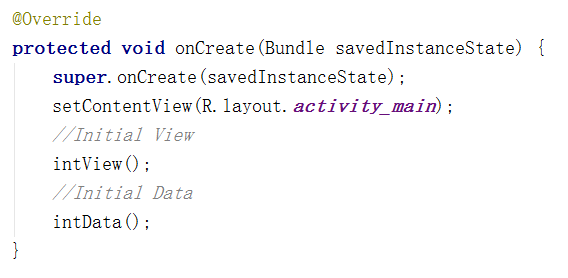 @Override
protected void onCreate(Bundle savedInstanceState) {
super.onCreate(savedInstanceState);
setContentView(R.layout.activity_main);
//Initial View
intView();
//Initial Data
intData();
}